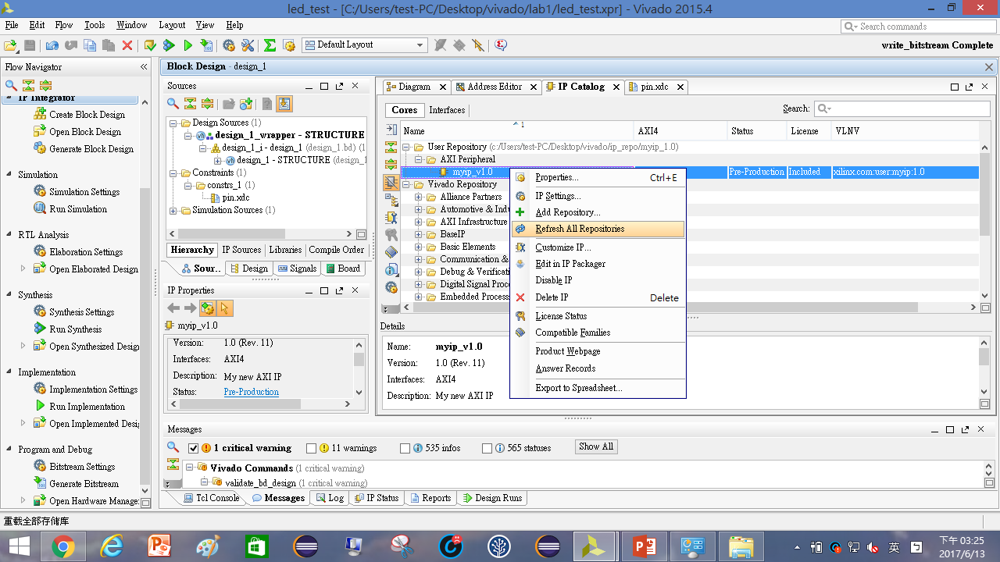 led_test - [C:/Users/test-PC/Desktop/vivado/lab1/led_test.xpr] - Vivado 2015.4
File Edit Flow Tools Window Layout View Help
Search commands
Default Layout
write_bitstream Complete
Flow Navigator
IP Integrator
Create Block Design
Open Block Design
Generate Block Design
Simulation
Simulation Settings
Run Simulation
RTL Analysis
Elaboration Settings
Open Elaborated Design
Synthesis
Synthesis Settings
Run Synthesis
Open Synthesized Design
Implementation
Implementation Settings
Run Implementation
Open Implemented Desi
Program and Debug
Bitstream Settings
Generate Bitstream
Open Hardware Manage
Block Design - design_1
Sources
Design Sources (1)
design_1_wrapper - STRUCTURE
design_1_i - design_1 (design_1.bd) (1)
design_1 - STRUCTURE (design_1.
Constraints (1)
constrs_1 (1)
pin.xdc
Simulation Sources (1)
Hierarchy IP Sources Libraries Compile Order
Sour.. Design Signals Board
IP Properties
myip_v1.0
Version: 1.0 (Rev. 11)
Interfaces: AXI4
Description: My new AXI IP
Status: Pre-Production
Diagram Address Editor IP Catalog pin.xdc
Cores Interfaces
Search:
Name 1 AXI4 Status License VLNV
User Repository (c:/Users/test-PC/Desktop/vivado/ip_repo/myip_1.0)
AXI Peripheral
myip_v1.0 Pre-Production Included xilinx.com:user:myip:1.0
Vivado Repository
Alliance Partners
Automotive & Indu
AXI Infrastructure
BaseIP
Basic Elements
Communication &
Debug & Verificati
Digital Signal Proc
Embedded Process
Properties... Ctrl+E
IP Settings...
Add Repository...
Refresh All Repositories
Customize IP...
Edit in IP Packager
Disable IP
Delete IP Delete
License Status
Compatible Families
Product Webpage
Answer Records
Export to Spreadsheet...
Details
Name: myip_v1.0
Version: 1.0 (Rev. 11)
Interfaces: AXI4
Description: My new AXI IP
Messages
1 critical warning 11 warnings 535 infos 565 statuses Show All
Vivado Commands (1 critical warning)
validate_bd_design (1 critical warning)
Tcl Console Messages Log IP Status Reports Design Runs
重载全部存储库
英
下午 03:25
2017/6/13